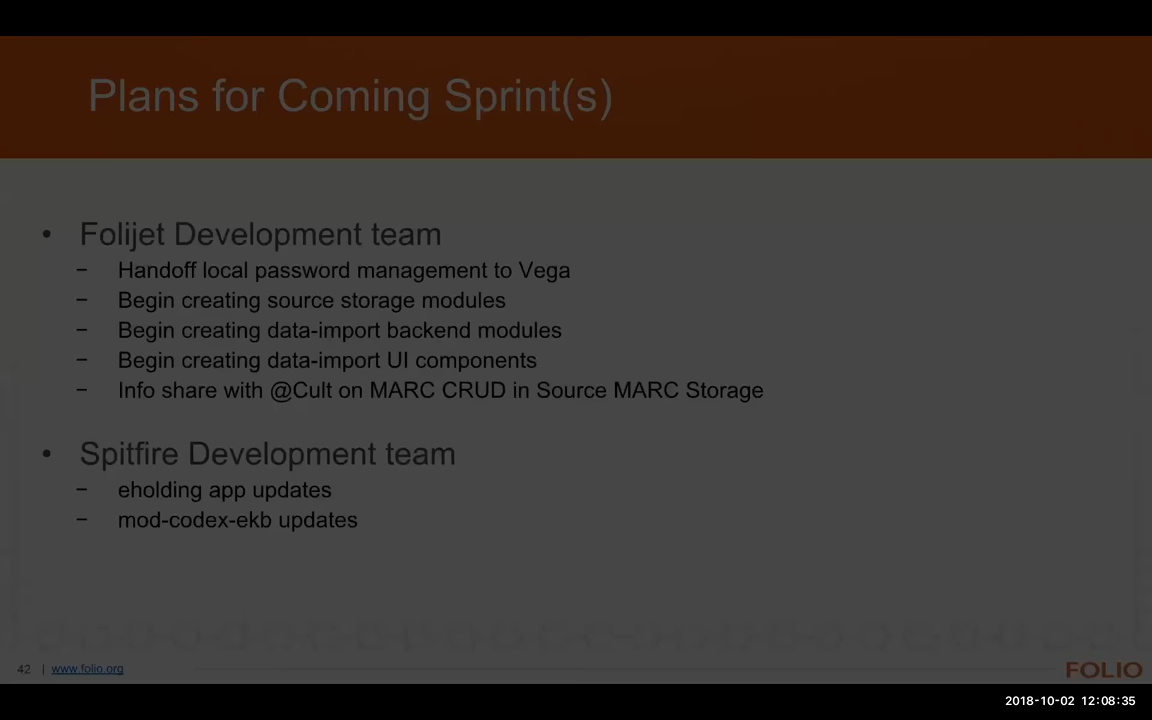 Plans for Coming Sprint(s)
• Folijet Development team
– Handoff local password management to Vega
– Begin creating source storage modules
– Begin creating data-import backend modules
– Begin creating data-import UI components
– Info share with @Cult on MARC CRUD in Source MARC Storage
• Spitfire Development team
– eholding app updates
– mod-codex-ekb updates
42 | www.folio.org
FOLIO
2018-10-02 12:08:35